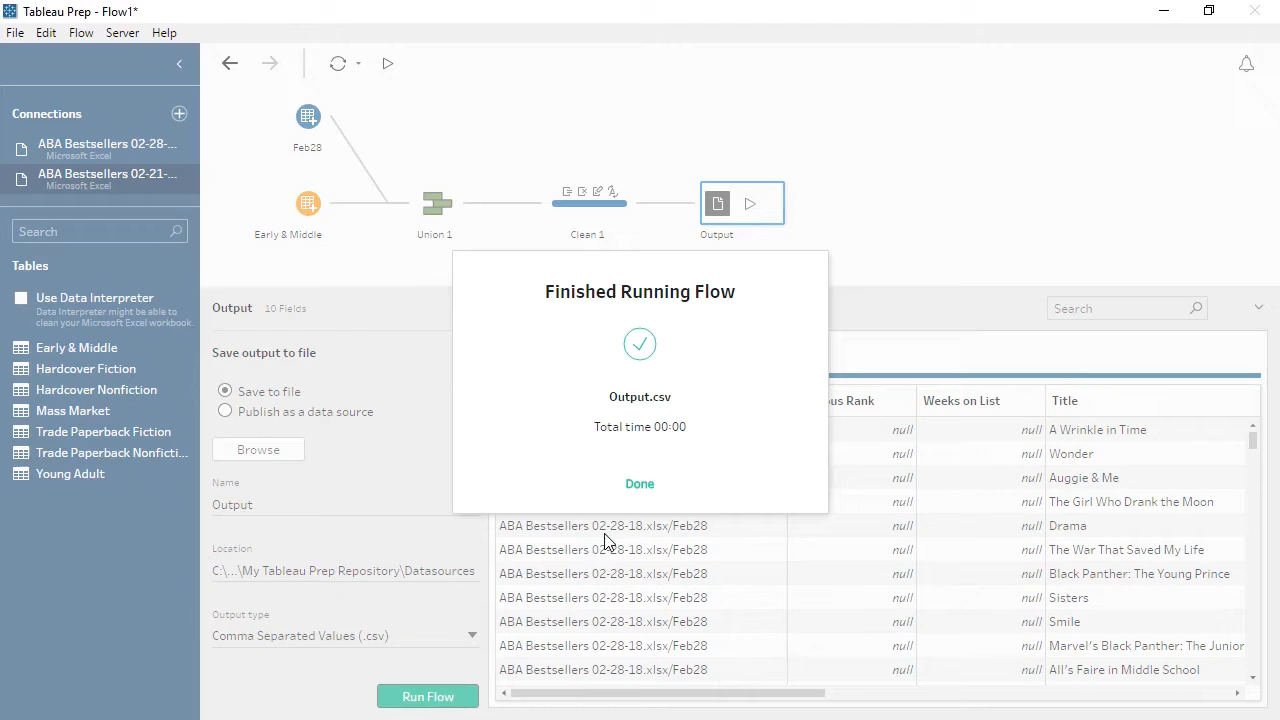 Tableau Prep - Flow1*
File Edit Flow Server Help
Connections
ABA Bestsellers 02-28-...
Microsoft Excel
ABA Bestsellers 02-21-...
Microsoft Excel
Search
Tables
Use Data Interpreter
Data Interpreter might be able to
clean your Microsoft Excel workbook.
Early & Middle
Hardcover Fiction
Hardcover Nonfiction
Mass Market
Trade Paperback Fiction
Trade Paperback Nonficti...
Young Adult
Feb28
Early & Middle
Union 1
Clean 1
Output
Output 10 Fields
Search
Save output to file
Save to file
Publish as a data source
Browse
Name
Output
Location
C:\...\My Tableau Prep Repository\Datasources
Output type
Comma Separated Values (.csv)
Run Flow
Finished Running Flow
Output.csv
Total time 00:00
Done
us Rank Weeks on List Title
null null A Wrinkle in Time
null null Wonder
null null Auggie & Me
null null The Girl Who Drank the Moon
ABA Bestsellers 02-28-18.xlsx/Feb28 null null Drama
ABA Bestsellers 02-28-18.xlsx/Feb28 null null The War That Saved My Life
ABA Bestsellers 02-28-18.xlsx/Feb28 null null Black Panther: The Young Prince
ABA Bestsellers 02-28-18.xlsx/Feb28 null null Sisters
ABA Bestsellers 02-28-18.xlsx/Feb28 null null Smile
ABA Bestsellers 02-28-18.xlsx/Feb28 null null Marvel's Black Panther: The Junior
ABA Bestsellers 02-28-18.xlsx/Feb28 null null All's Faire in Middle School